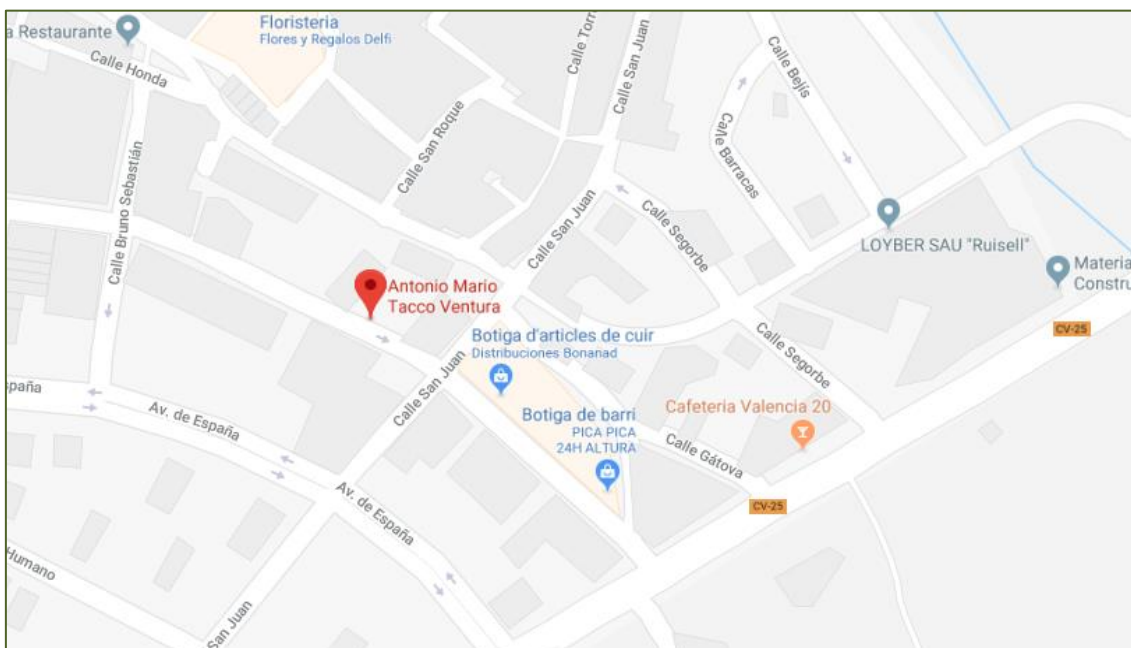 a Restaurante
Floristeria
Flores y Regalos Delfi
Calle Honda
Calle Torr
Calle San Juan
Calle Bejís
Calle San Roque
Calle Barracas
Calle Bruno Sebastián
Calle San Juan
Calle Segorbe
LOYBER SAU "Ruisell"
Materia
Constru
Antonio Mario
Tacco Ventura
CV-25
Botiga d'articles de cuir
Distribuciones Bonanad
Calle Segorbe
Calle San Juan
spaña
Av. de España
Botiga de barri
PICA PICA
24H ALTURA
Cafeteria Valencia 20
Calle Gátova
CV-25
Av. de España
Humano
San Juan